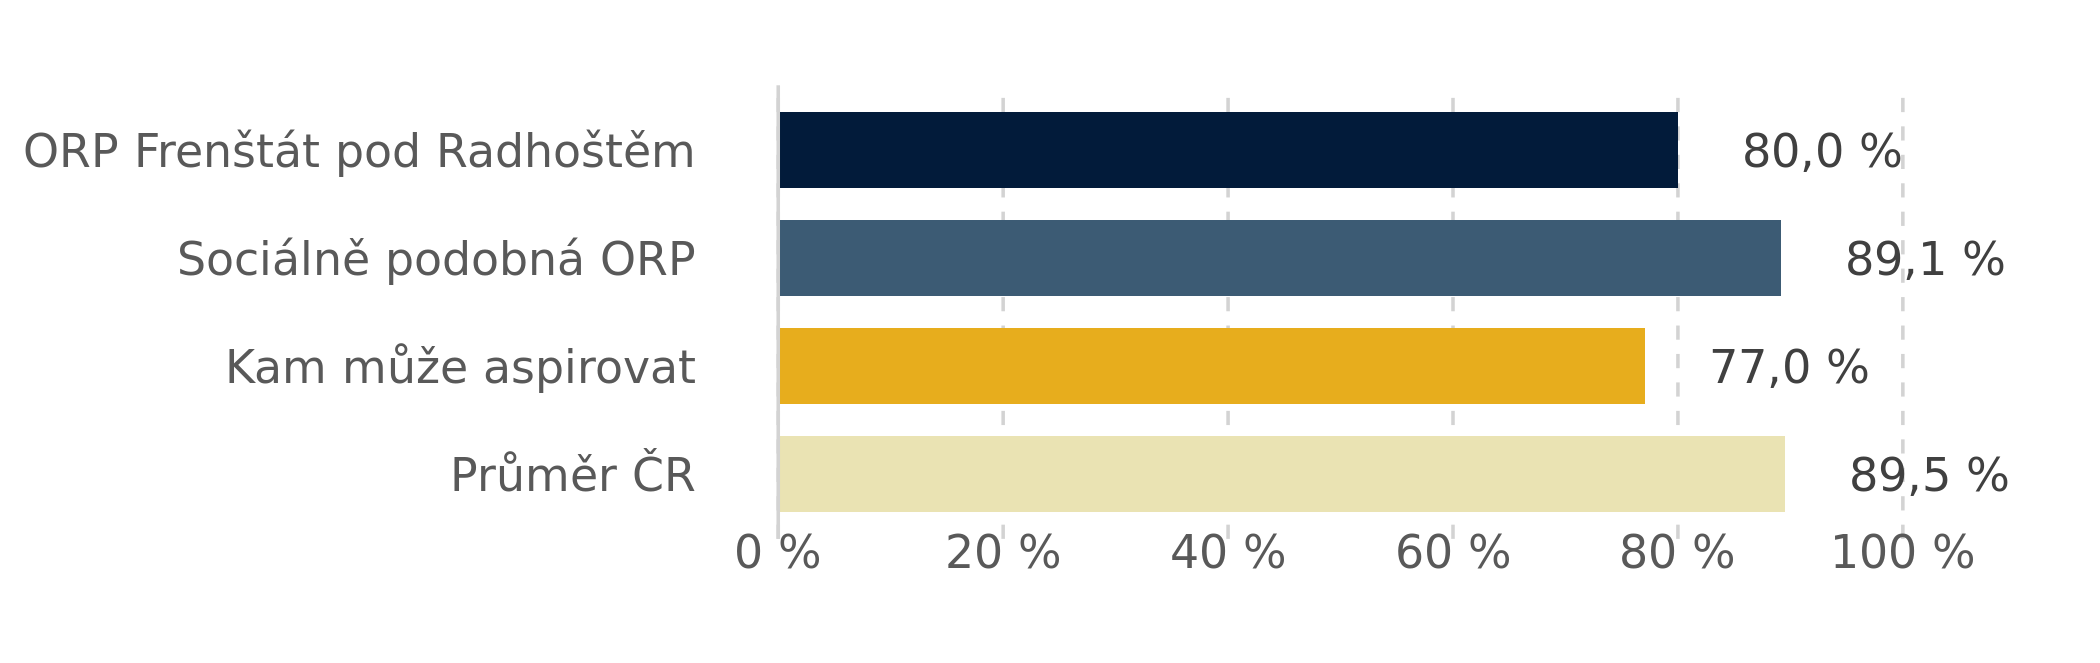 ORP Frenštát pod Radhoštěm 80,0 %
Sociálně podobná ORP 89,1 %
Kam může aspirovat 77,0 %
Průměr ČR 89,5 %
0 % 20 % 40 % 60 % 80 % 100 %